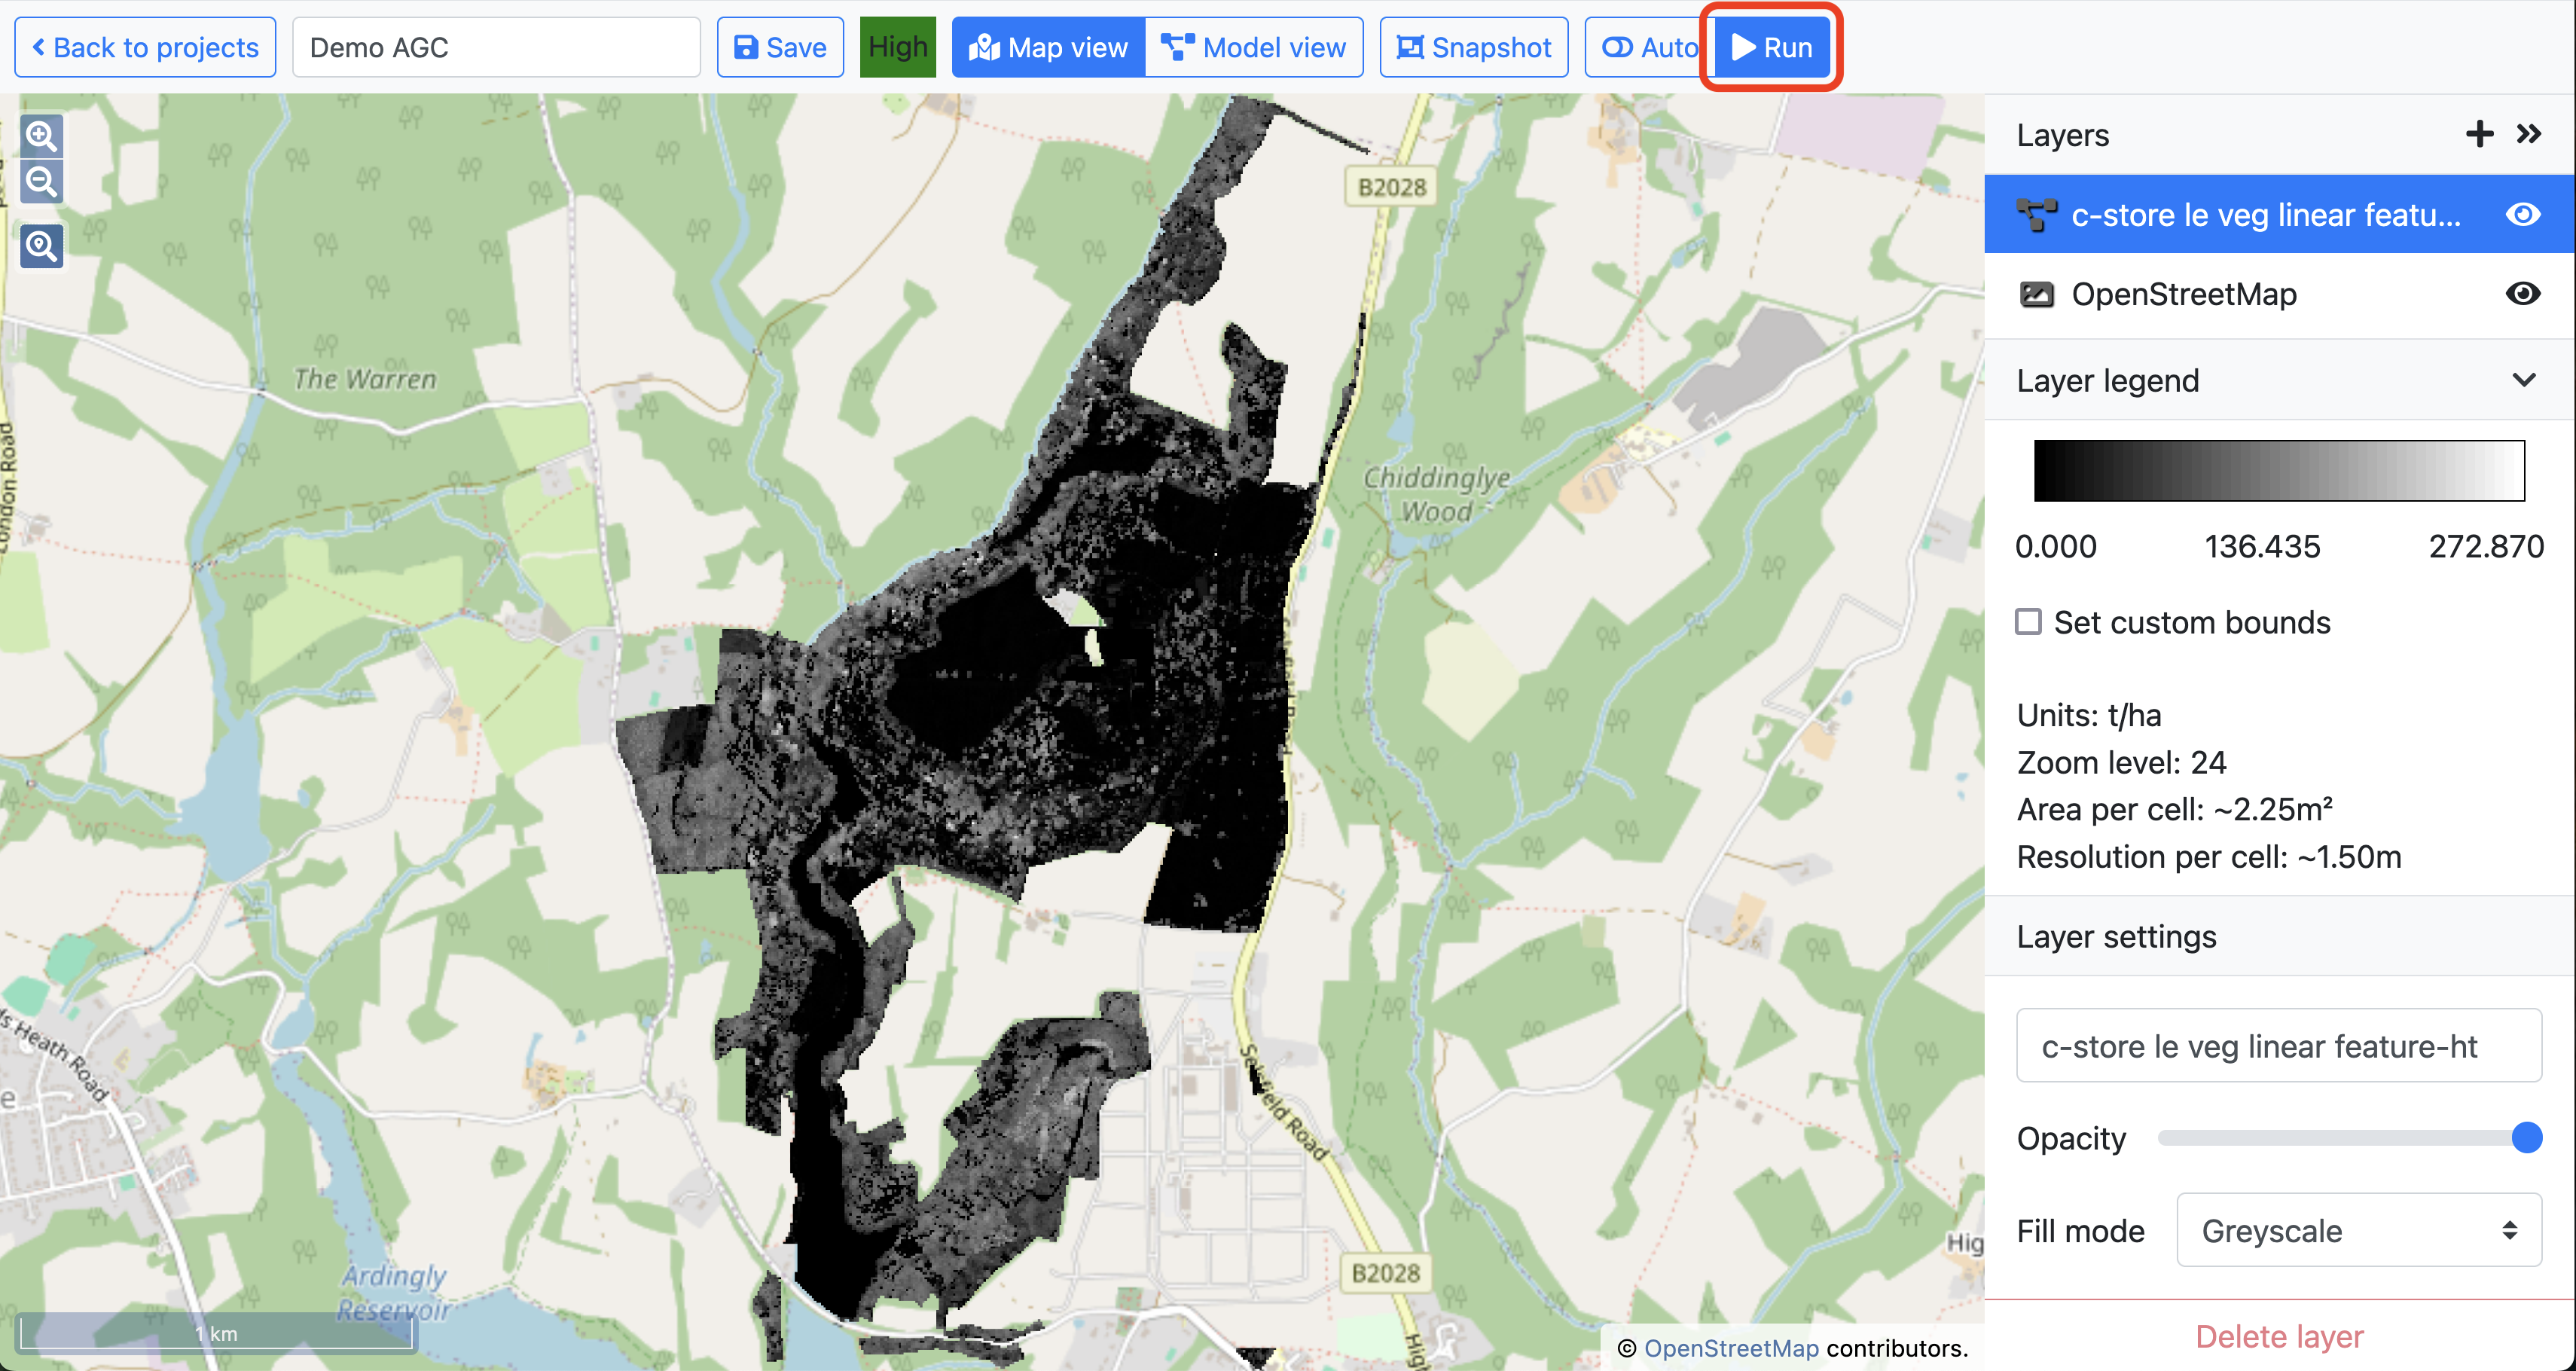 Back to projects
Demo AGC
Save
High
Map view
Model view
Snapshot
Auto
Run
Layers
c-store le veg linear featu...
OpenStreetMap
Layer legend
0.000 136.435 272.870
Set custom bounds
Units: t/ha
Zoom level: 24
Area per cell: ~2.25m²
Resolution per cell: ~1.50m
Layer settings
c-store le veg linear feature-ht
Opacity
Fill mode
Greyscale
Delete layer
B2028
The Warren
London Road
Chiddinglye
Wood
Heath Road
Road
B2028
Ardingly
Reservoir
1 km
© OpenStreetMap contributors.